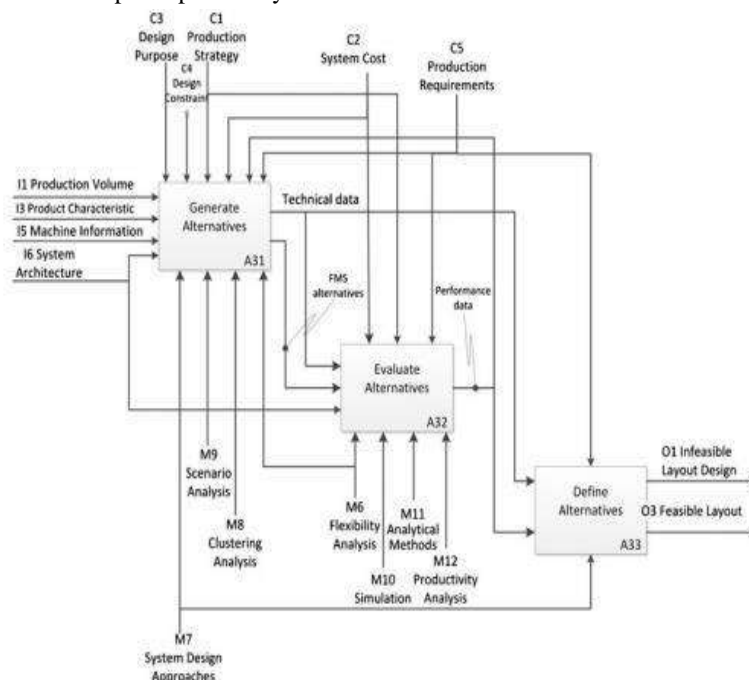 C3
Design
Purpose
C1
Production
Strategy
C4
Design
Constraint
C2
System Cost
C5
Production
Requirements
I1 Production Volume
I3 Product Characteristic
I5 Machine Information
I6 System
Architecture
Generate
Alternatives
A31
Technical data
FMS
alternatives
Performance
data
Evaluate
Alternatives
A32
M9
Scenario
Analysis
M8
Clustering
Analysis
M6
Flexibility
Analysis
M11
Analytical
Methods
M10
Simulation
M12
Productivity
Analysis
Define
Alternatives
A33
O1 Infeasible
Layout Design
O3 Feasible Layout
M7
System Design
Approaches